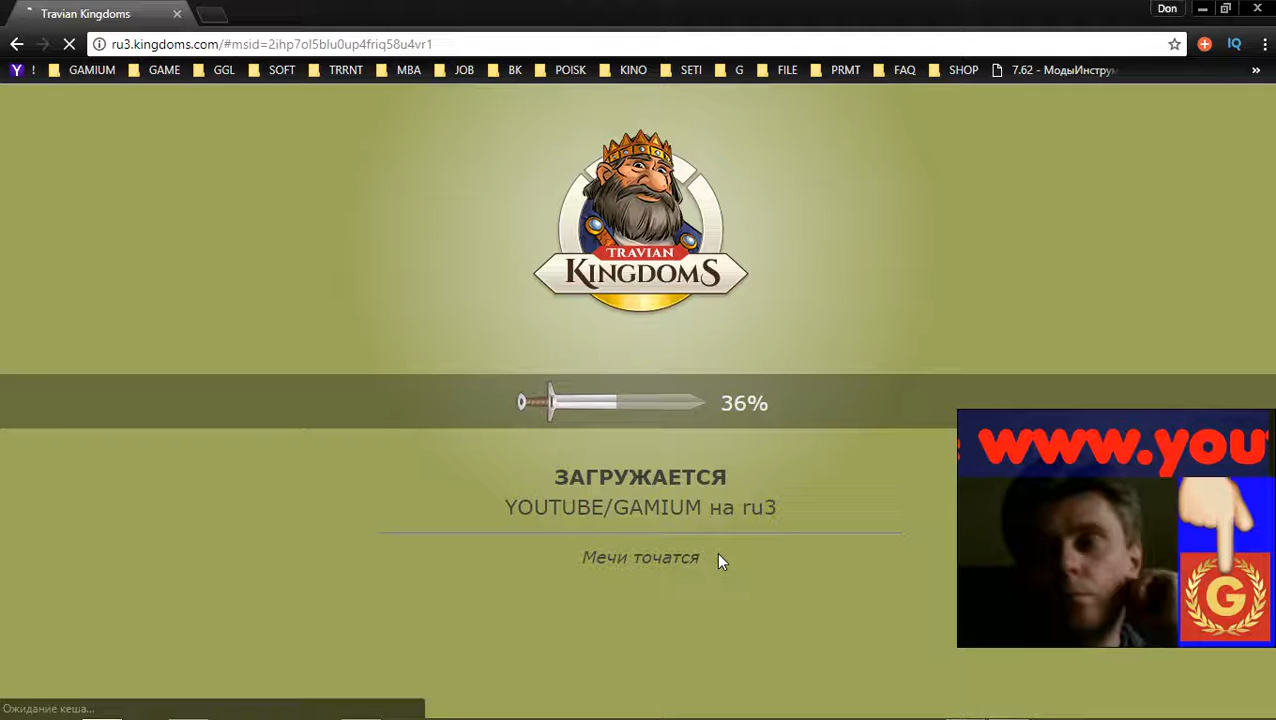 Travian Kingdoms
Don
ru3.kingdoms.com/#msid=2ihp7ol5blu0up4friq58u4vr1
IQ
Y ! GAMIUM GAME GGL SOFT TRRNT MBA JOB BK POISK KINO SETI G FILE PRMT FAQ SHOP 7.62 - МодыИнструм »
TRAVIAN
KINGDOMS
36%
ЗАГРУЖАЕТСЯ
YOUTUBE/GAMIUM на ru3
Мечи точатся
www.you
G
Ожидание кеша...